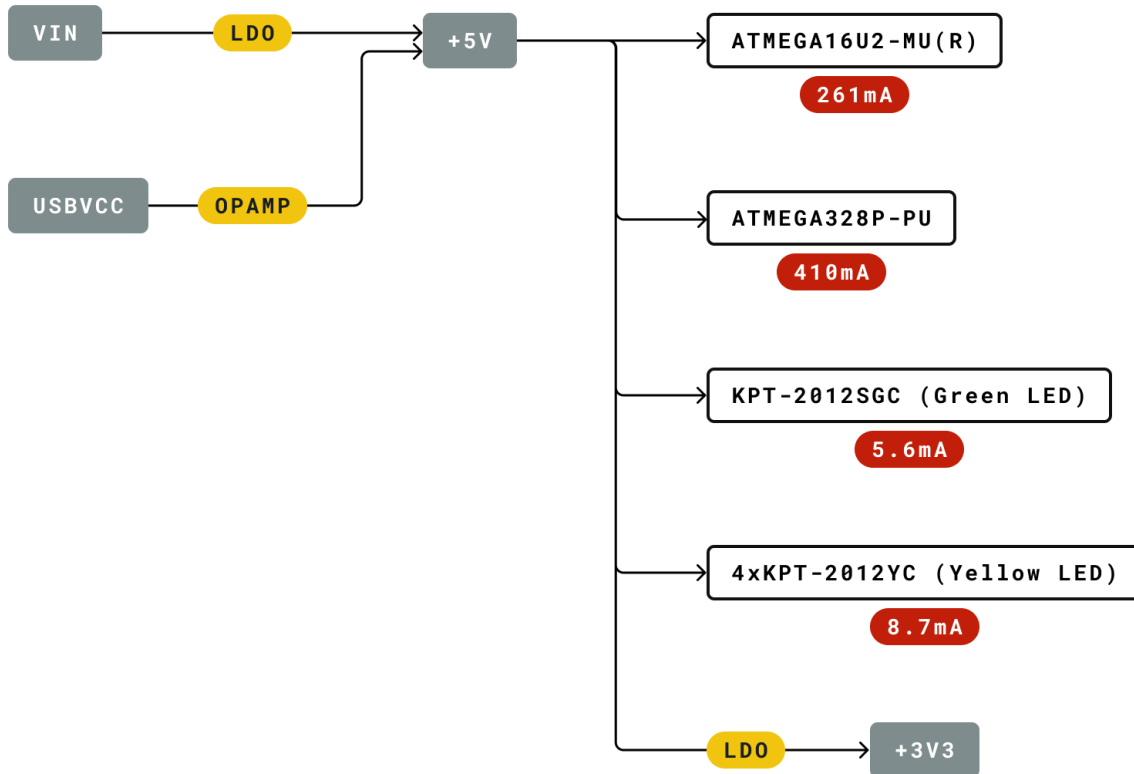 VIN
LDO
+5V
ATMEGA16U2-MU(R)
261mA
USBVCC
OPAMP
ATMEGA328P-PU
410mA
KPT-2012SGC (Green LED)
5.6mA
4xKPT-2012YC (Yellow LED)
8.7mA
LDO
+3V3